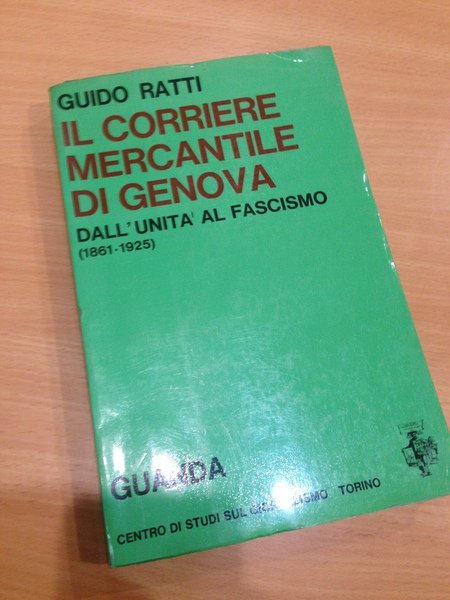 GUIDO RATTI
IL CORRIERE
MERCANTILE
DI GENOVA
DALL'UNITA' AL FASCISMO
(1861-1925)
GUANDA
CENTRO DI STUDI SUL GIORNALISMO TORINO